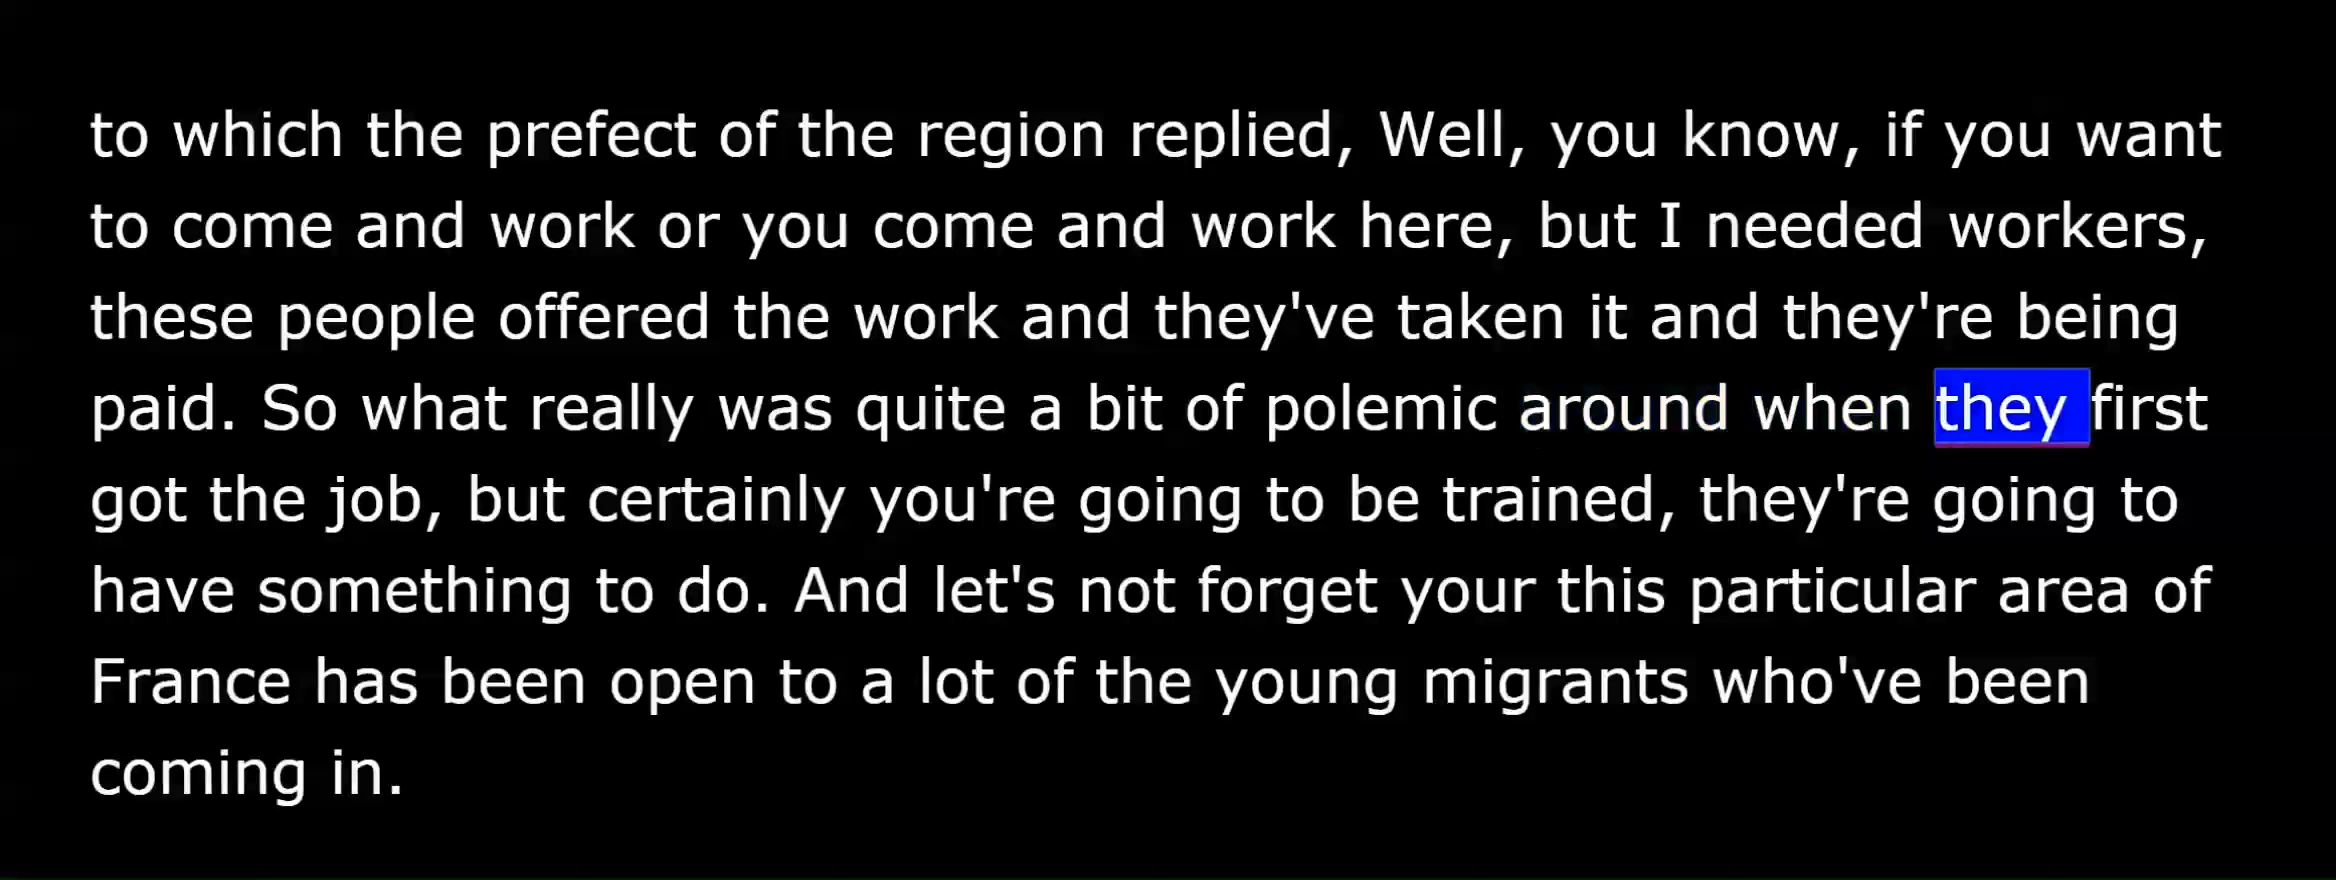 to which the prefect of the region replied, Well, you know, if you want
to come and work or you come and work here, but I needed workers,
these people offered the work and they've taken it and they're being
paid. So what really was quite a bit of polemic around when they first
got the job, but certainly you're going to be trained, they're going to
have something to do. And let's not forget your this particular area of
France has been open to a lot of the young migrants who've been
coming in.